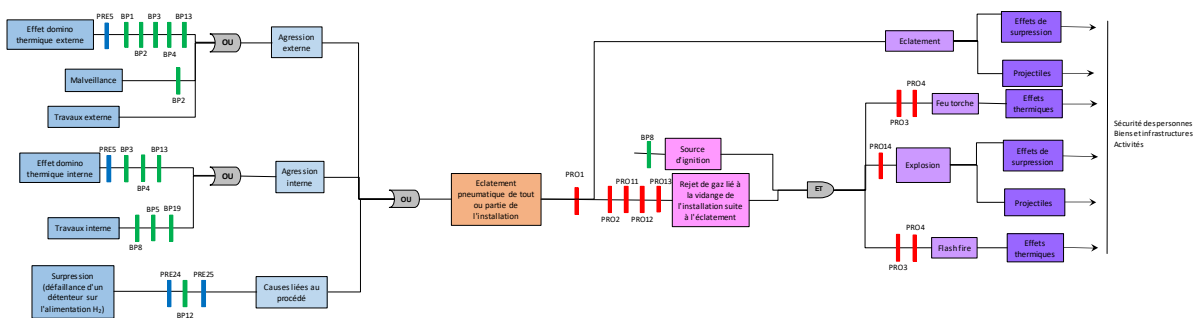 Effet domino
thermique externe
PRE5
BP1
BP3
BP13
BP2
BP4
OU
Agression
externe
Malveillance
BP2
Travaux externe
Effet domino
thermique interne
PRE5
BP3
BP13
BP4
OU
Agression
interne
Travaux interne
BP5
BP19
BP8
Surpression
(défaillance d'un
détenteur sur
l'alimentation H₂)
PRE24
PRE25
BP12
Causes liées au
procédé
OU
Eclatement
pneumatique de tout
ou partie de
l'installation
PRO1
BP8
Source
d'ignition
PRO11
PRO13
PRO2
PRO12
Rejet de gaz lié à
la vidange de
l'installation suite
à l'éclatement
ET
Eclatement
Effets de
surpression
Projectiles
PRO4
PRO3
Feu torche
Effets
thermiques
PRO14
Explosion
Effets de
surpression
Projectiles
PRO4
PRO3
Flash fire
Effets
thermiques
Sécurité des personnes
Biens et infrastructures
Activités